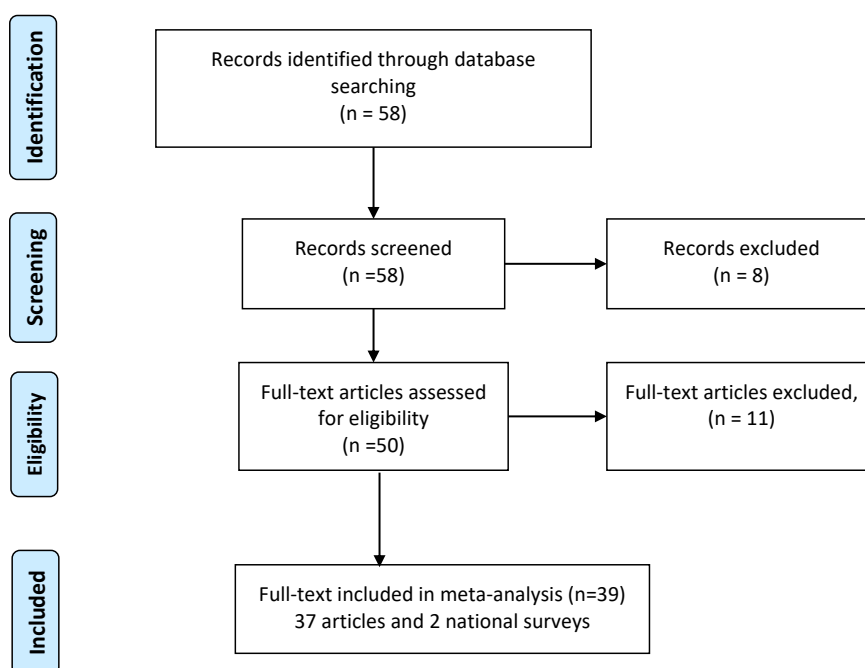 Identification
Records identified through database
searching
(n = 58)
Screening
Records screened
(n =58)
Records excluded
(n = 8)
Eligibility
Full-text articles assessed
for eligibility
(n =50)
Full-text articles excluded,
(n = 11)
Included
Full-text included in meta-analysis (n=39)
37 articles and 2 national surveys